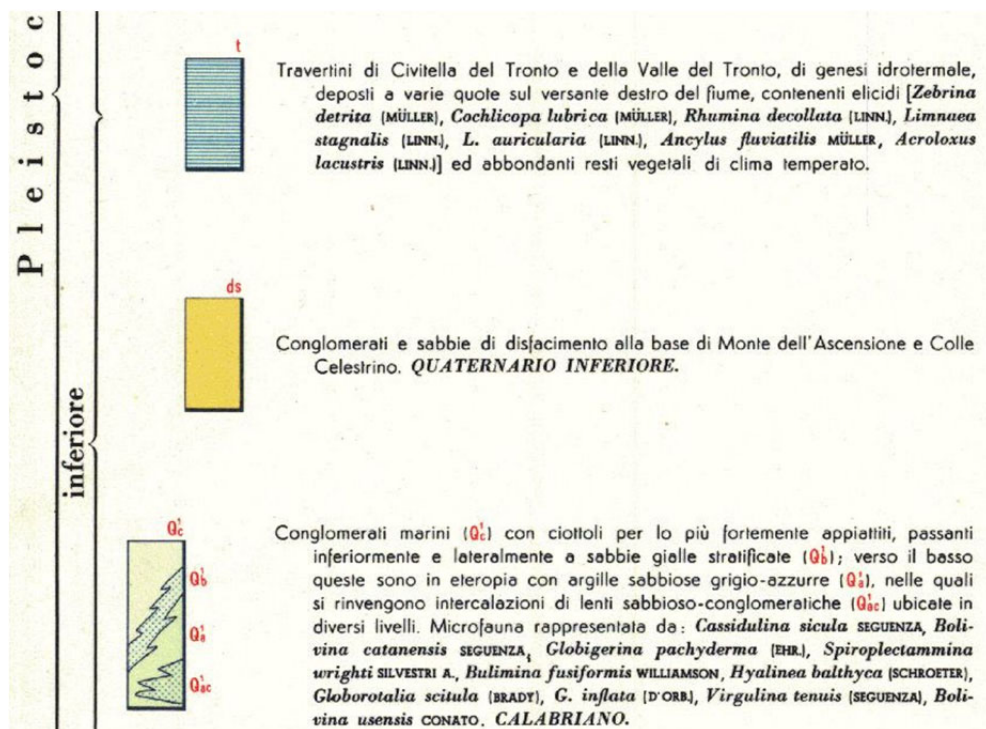 Pleistoc
inferiore
t
Travertini di Civitella del Tronto e della Valle del Tronto, di genesi idrotermale,
deposti a varie quote sul versante destro del fiume, contenenti elicidi [Zebrina
detrita (MÜLLER), Cochlicopa lubrica (MÜLLER), Rhumina decollata (LINN.), Limnaea
stagnalis (LINN.), L. auricularia (LINN.), Ancylus fluviatilis MÜLLER, Acroloxus
lacustris (LINN.)] ed abbondanti resti vegetali di clima temperato.
ds
Conglomerati e sabbie di disfacimento alla base di Monte dell'Ascensione e Colle
Celestrino. QUATERNARIO INFERIORE.
Q¹c
Q¹b
Q¹a
Q¹ac
Conglomerati marini (Q¹c) con ciottoli per lo più fortemente appiattiti, passanti
inferiormente e lateralmente a sabbie gialle stratificate (Q¹b); verso il basso
queste sono in eteropia con argille sabbiose grigio-azzurre (Q¹a), nelle quali
si rinvengono intercalazioni di lenti sabbioso-conglomeratiche (Q¹ac) ubicate in
diversi livelli. Microfauna rappresentata da: Cassidulina sicula SEGUENZA, Boli-
vina catanensis SEGUENZA, Globigerina pachyderma (EHR.), Spiroplectammina
wrighti SILVESTRI A., Bulimina fusiformis WILLIAMSON, Hyalinea balthyca (SCHROETER),
Globorotalia scitula (BRADY), G. inflata (D'ORB.), Virgulina tenuis (SEGUENZA), Boli-
vina usensis CONATO. CALABRIANO.